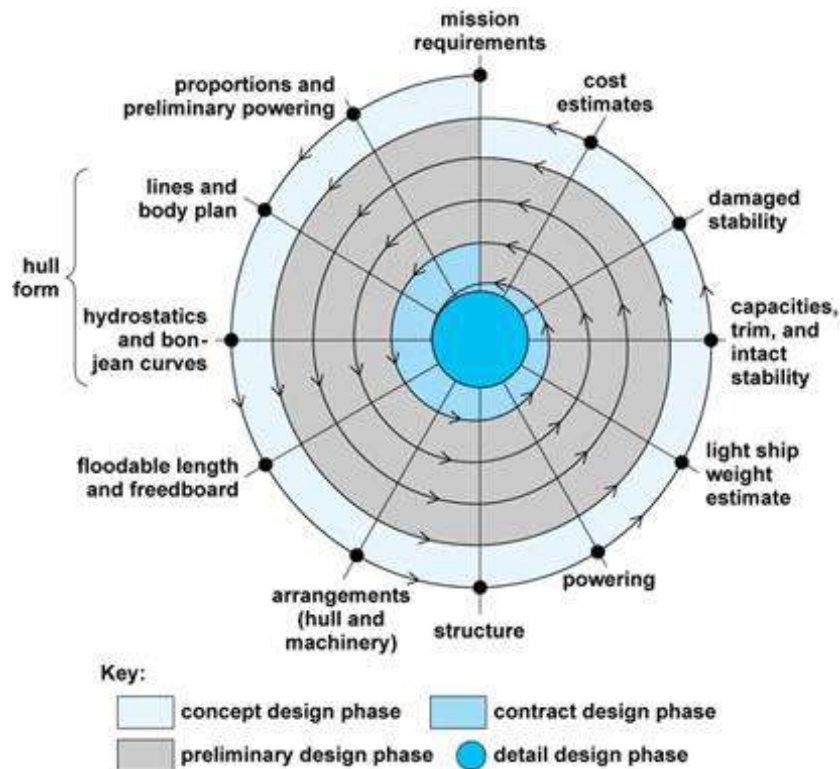 mission
requirements
cost
estimates
proportions and
preliminary powering
lines and
body plan
damaged
stability
hull
form
hydrostatics
and bon-
jean curves
capacities,
trim, and
intact
stability
floodable length
and freedboard
light ship
weight
estimate
arrangements
(hull and
machinery)
structure
powering
Key:
concept design phase
contract design phase
preliminary design phase
detail design phase